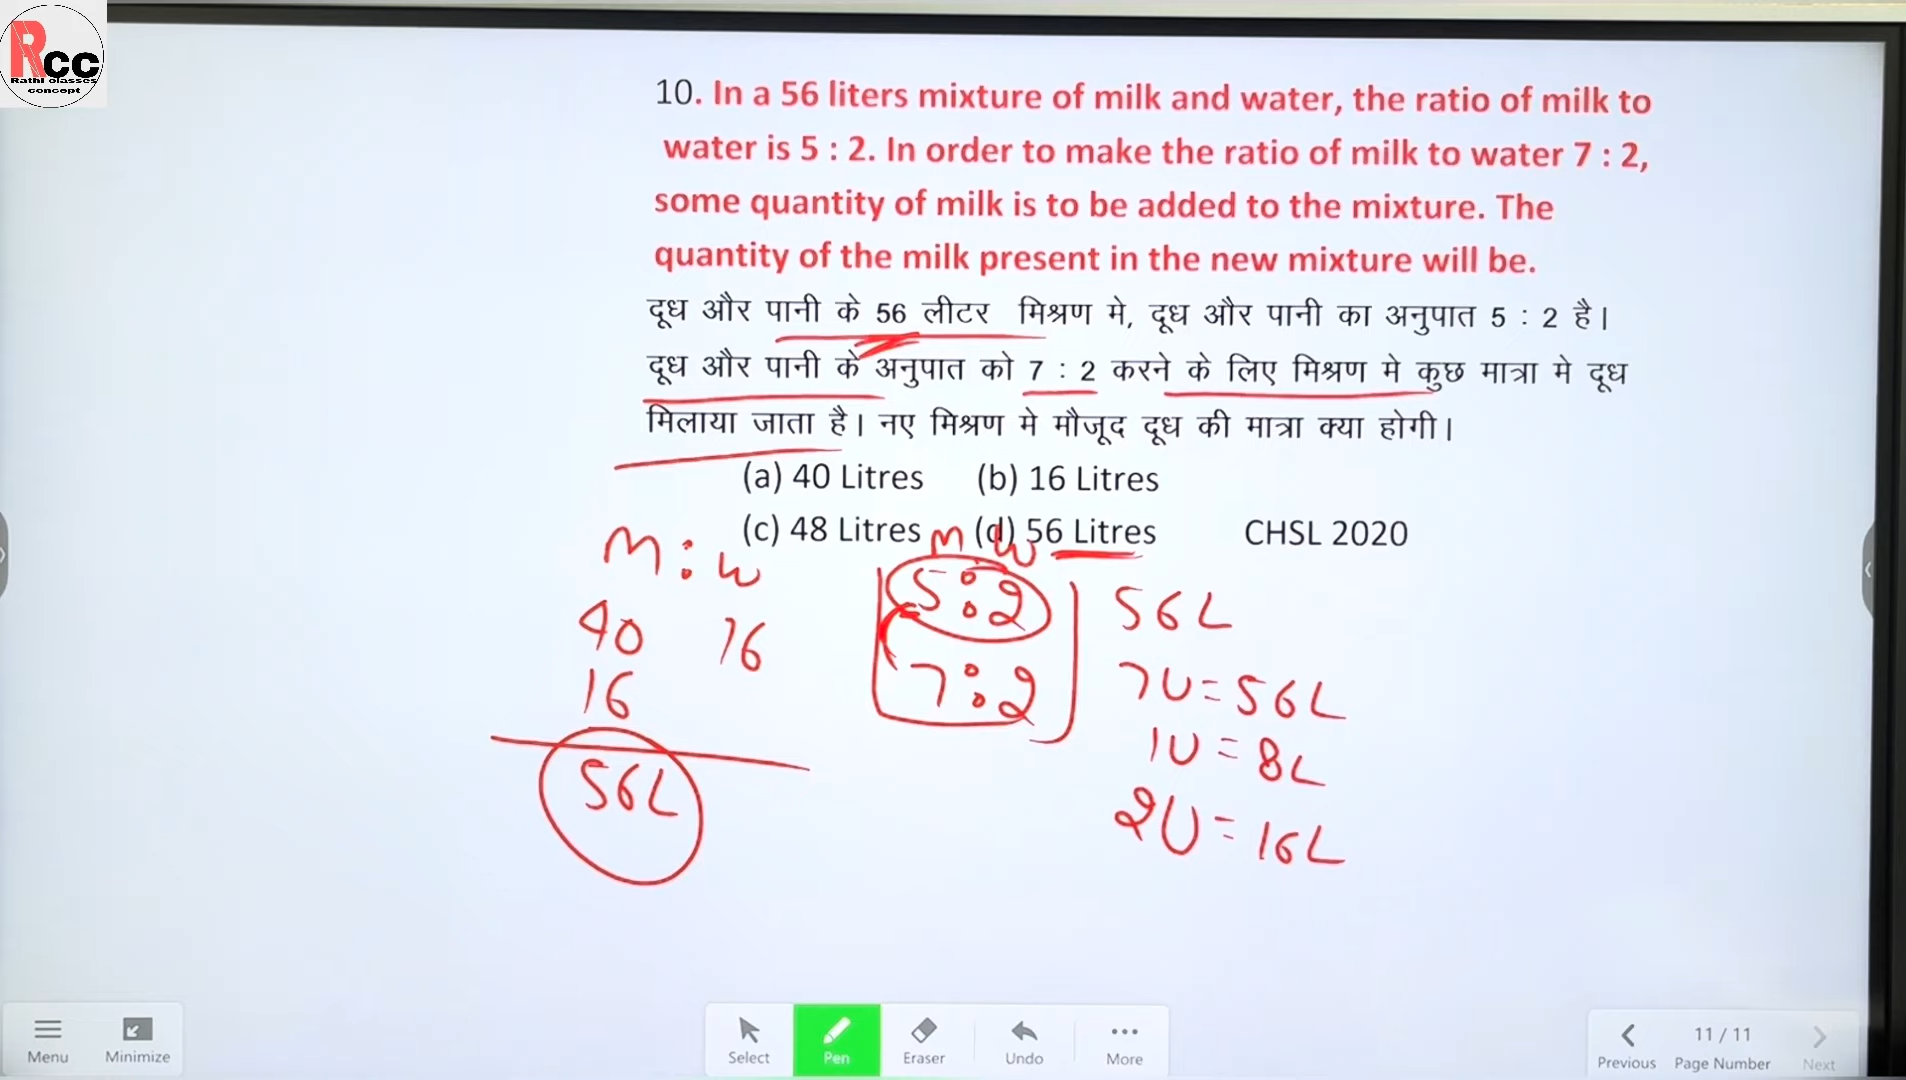 Rcc
Rathi classes
concept
10. In a 56 liters mixture of milk and water, the ratio of milk to
water is 5 : 2. In order to make the ratio of milk to water 7 : 2,
some quantity of milk is to be added to the mixture. The
quantity of the milk present in the new mixture will be.
दूध और पानी के 56 लीटर मिश्रण मे, दूध और पानी का अनुपात 5 : 2 है।
दूध और पानी के अनुपात को 7 : 2 करने के लिए मिश्रण मे कुछ मात्रा मे दूध
मिलाया जाता है। नए मिश्रण मे मौजूद दूध की मात्रा क्या होगी।
(a) 40 Litres (b) 16 Litres
(c) 48 Litres (d) 56 Litres CHSL 2020
M : W
40 16
16
56L
M W
5 : 2
7 : 2
56L
7U = 56L
1U = 8L
2U = 16L
Menu Minimize Select Pen Eraser Undo More Previous 11 / 11 Page Number Next